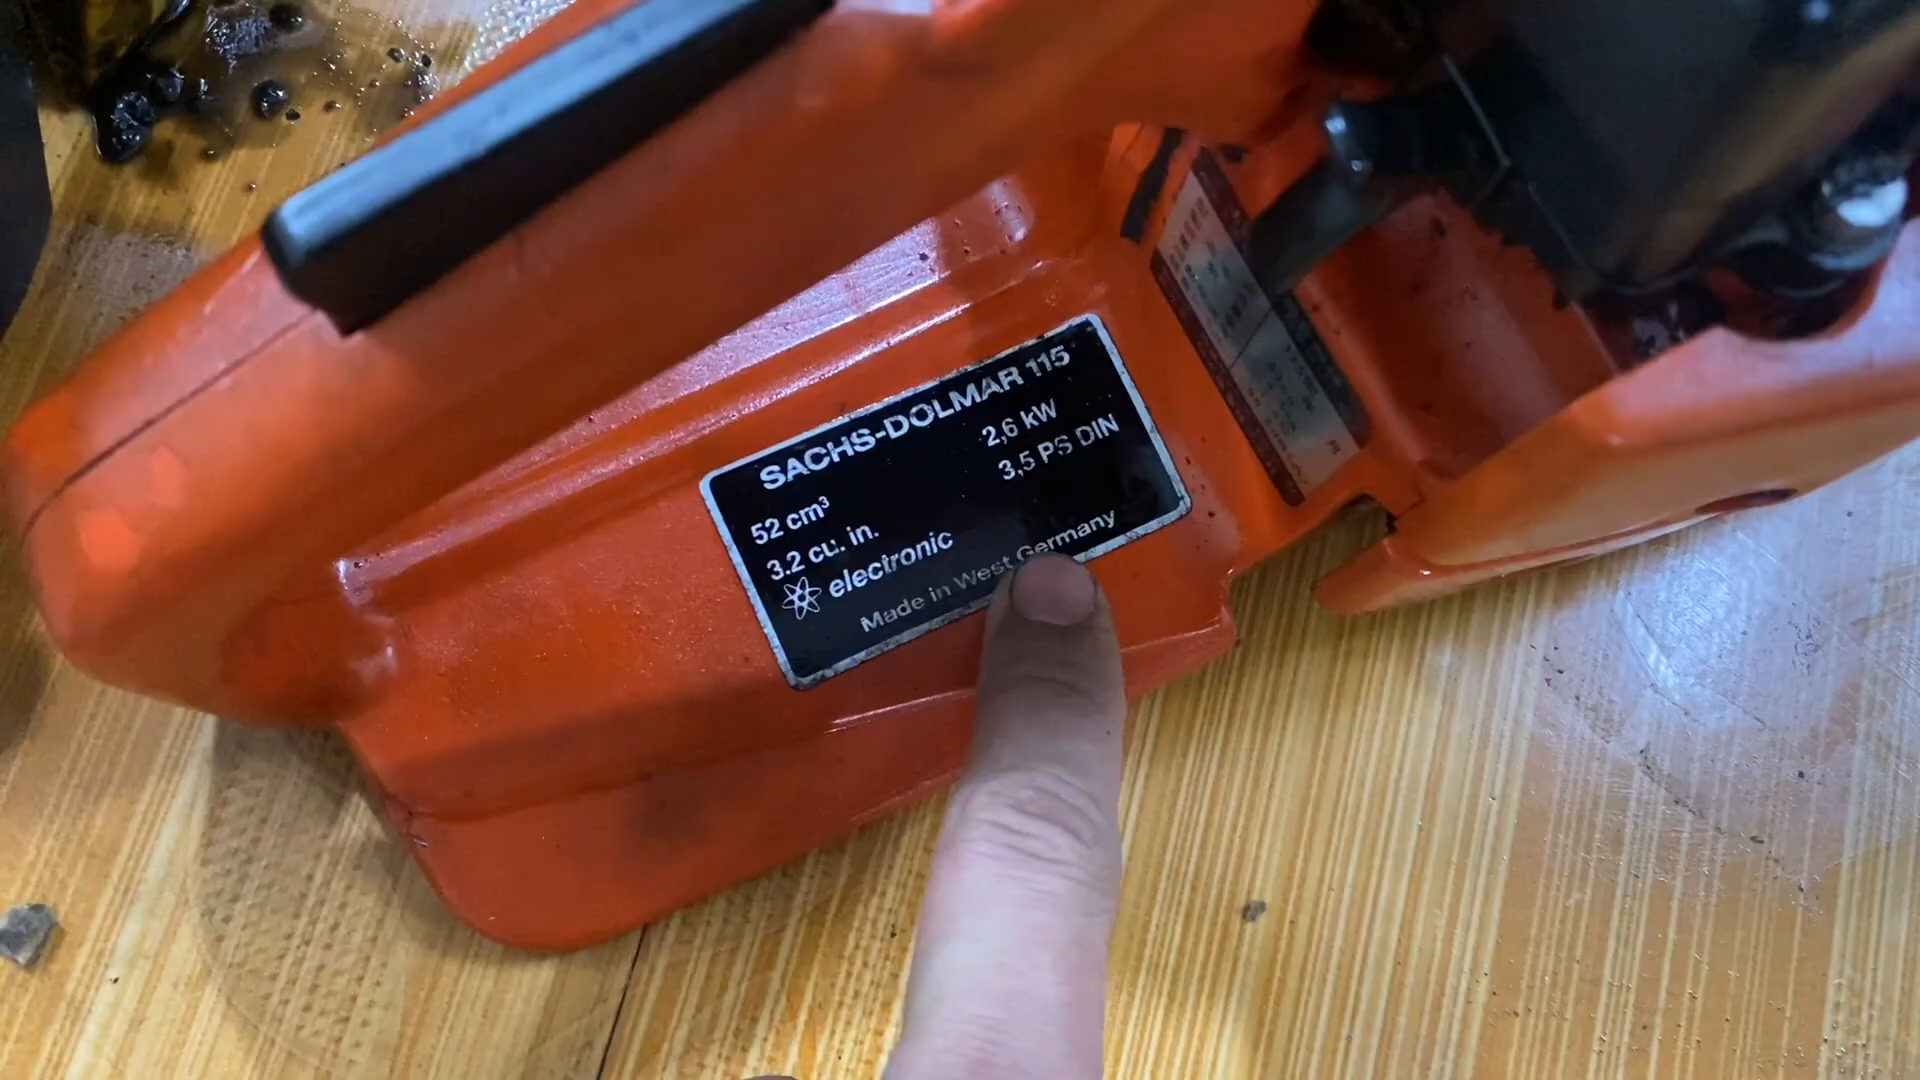 SACHS-DOLMAR 115
52 cm³
2,6 kW
3.2 cu. in.
3,5 PS DIN
electronic
Made in West Germany